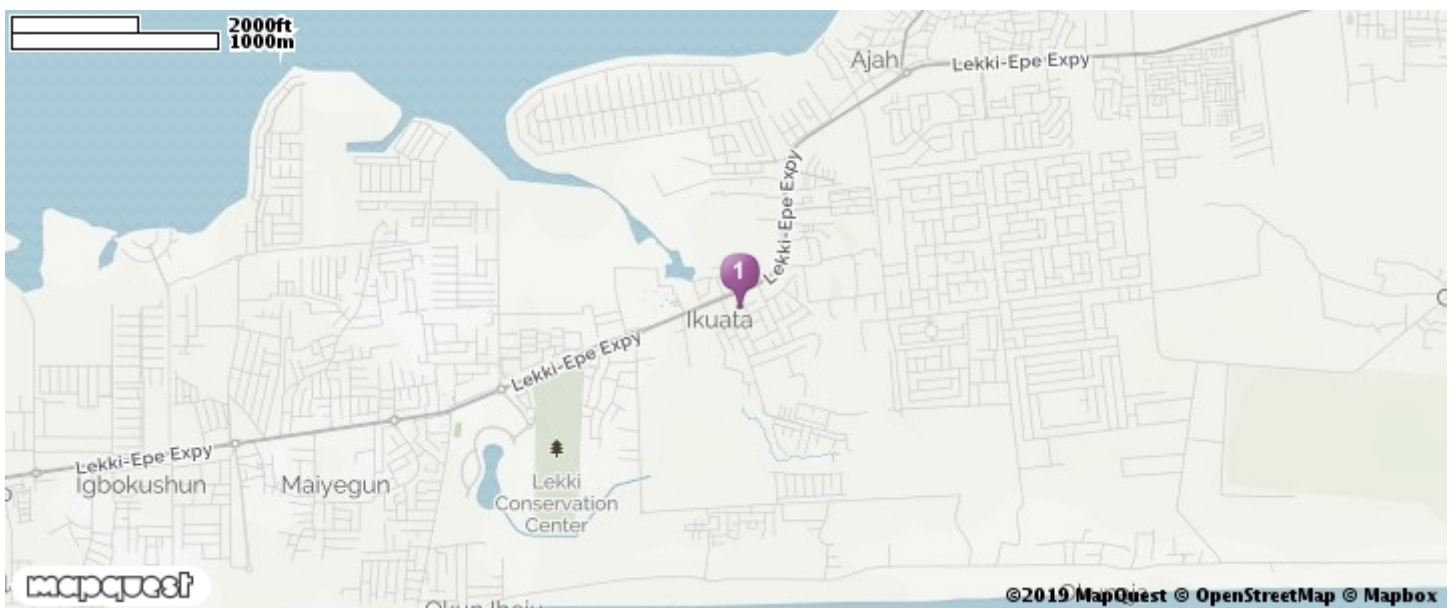 2000ft
1000m
Ajah
Lekki-Epe Expy
Lekki-Epe Expy
1
Ikuata
Lekki-Epe Expy
Lekki-Epe Expy
Igbokushun
Maiyegun
Lekki
Conservation
Center
mapquest
©2019 MapQuest © OpenStreetMap © Mapbox